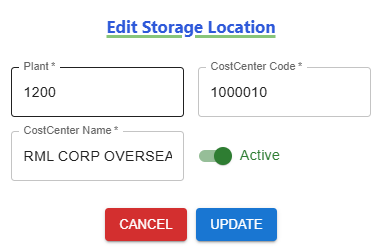 Edit Storage Location
Plant * CostCenter Code *
1200 1000010
CostCenter Name *
RML CORP OVERSEA Active
CANCEL UPDATE